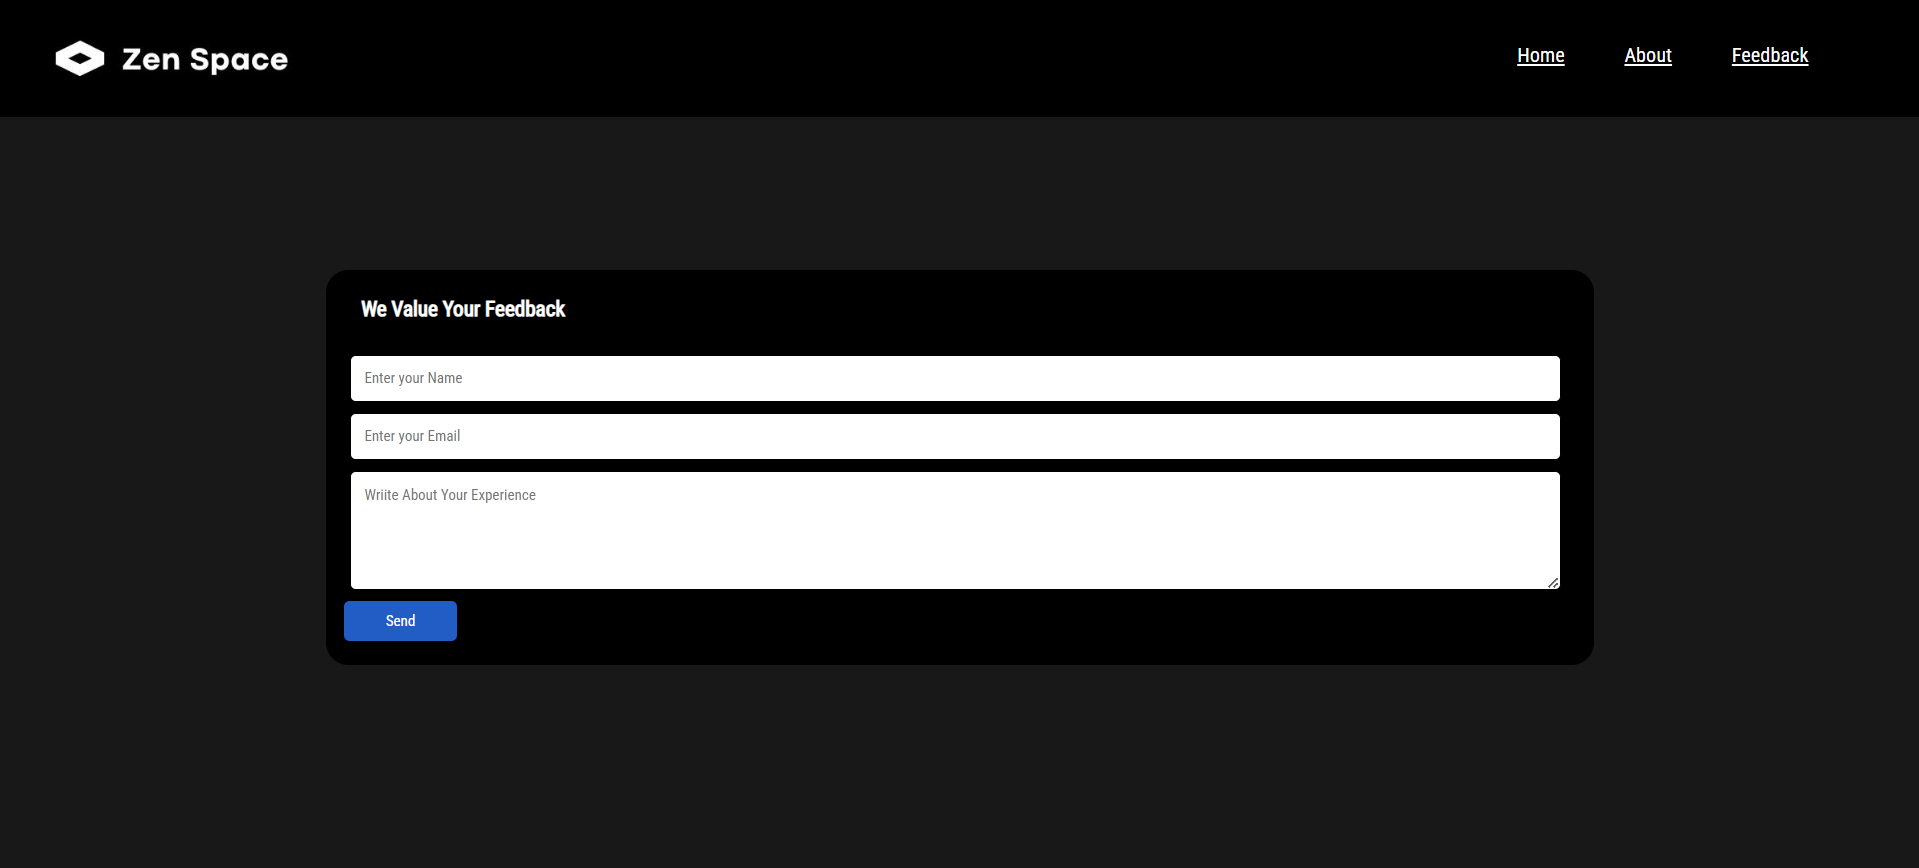 Zen Space
Home About Feedback
We Value Your Feedback
Enter your Name
Enter your Email
Wriite About Your Experience
Send